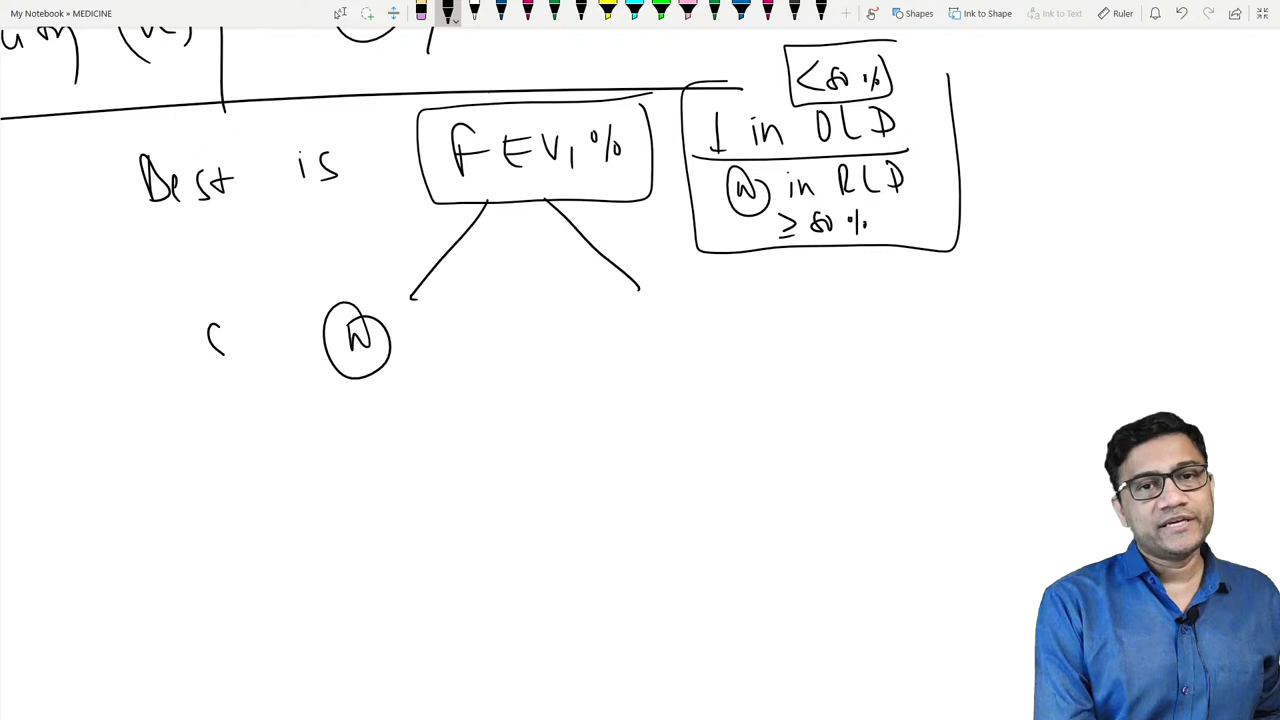 My Notebook » MEDICINE
Shapes
Ink to Shape
Ink to Text
Ruler
<80 %
Best is FEV1 %
↓ in OLD
N in RLD
≥ 80 %
N